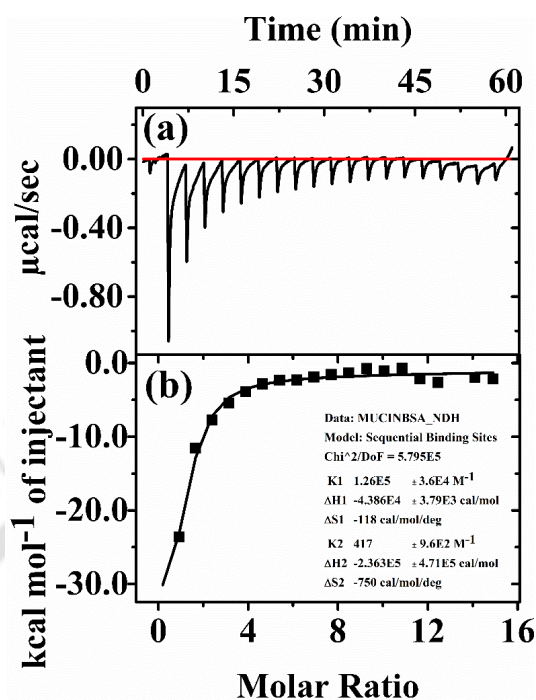 Time (min)
0 15 30 45 60
(a)
0.00
-0.40
-0.80
μcal/sec
(b)
0.0
-10.0
-20.0
-30.0
kcal mol⁻¹ of injectant
Data: MUCINBSA_NDH
Model: Sequential Binding Sites
Chi^2/DoF = 5.795E5
K1 1.26E5 ± 3.6E4 M⁻¹
ΔH1 -4.386E4 ± 3.79E3 cal/mol
ΔS1 -118 cal/mol/deg
K2 417 ± 9.6E2 M⁻¹
ΔH2 -2.363E5 ± 4.71E5 cal/mol
ΔS2 -750 cal/mol/deg
0 4 8 12 16
Molar Ratio